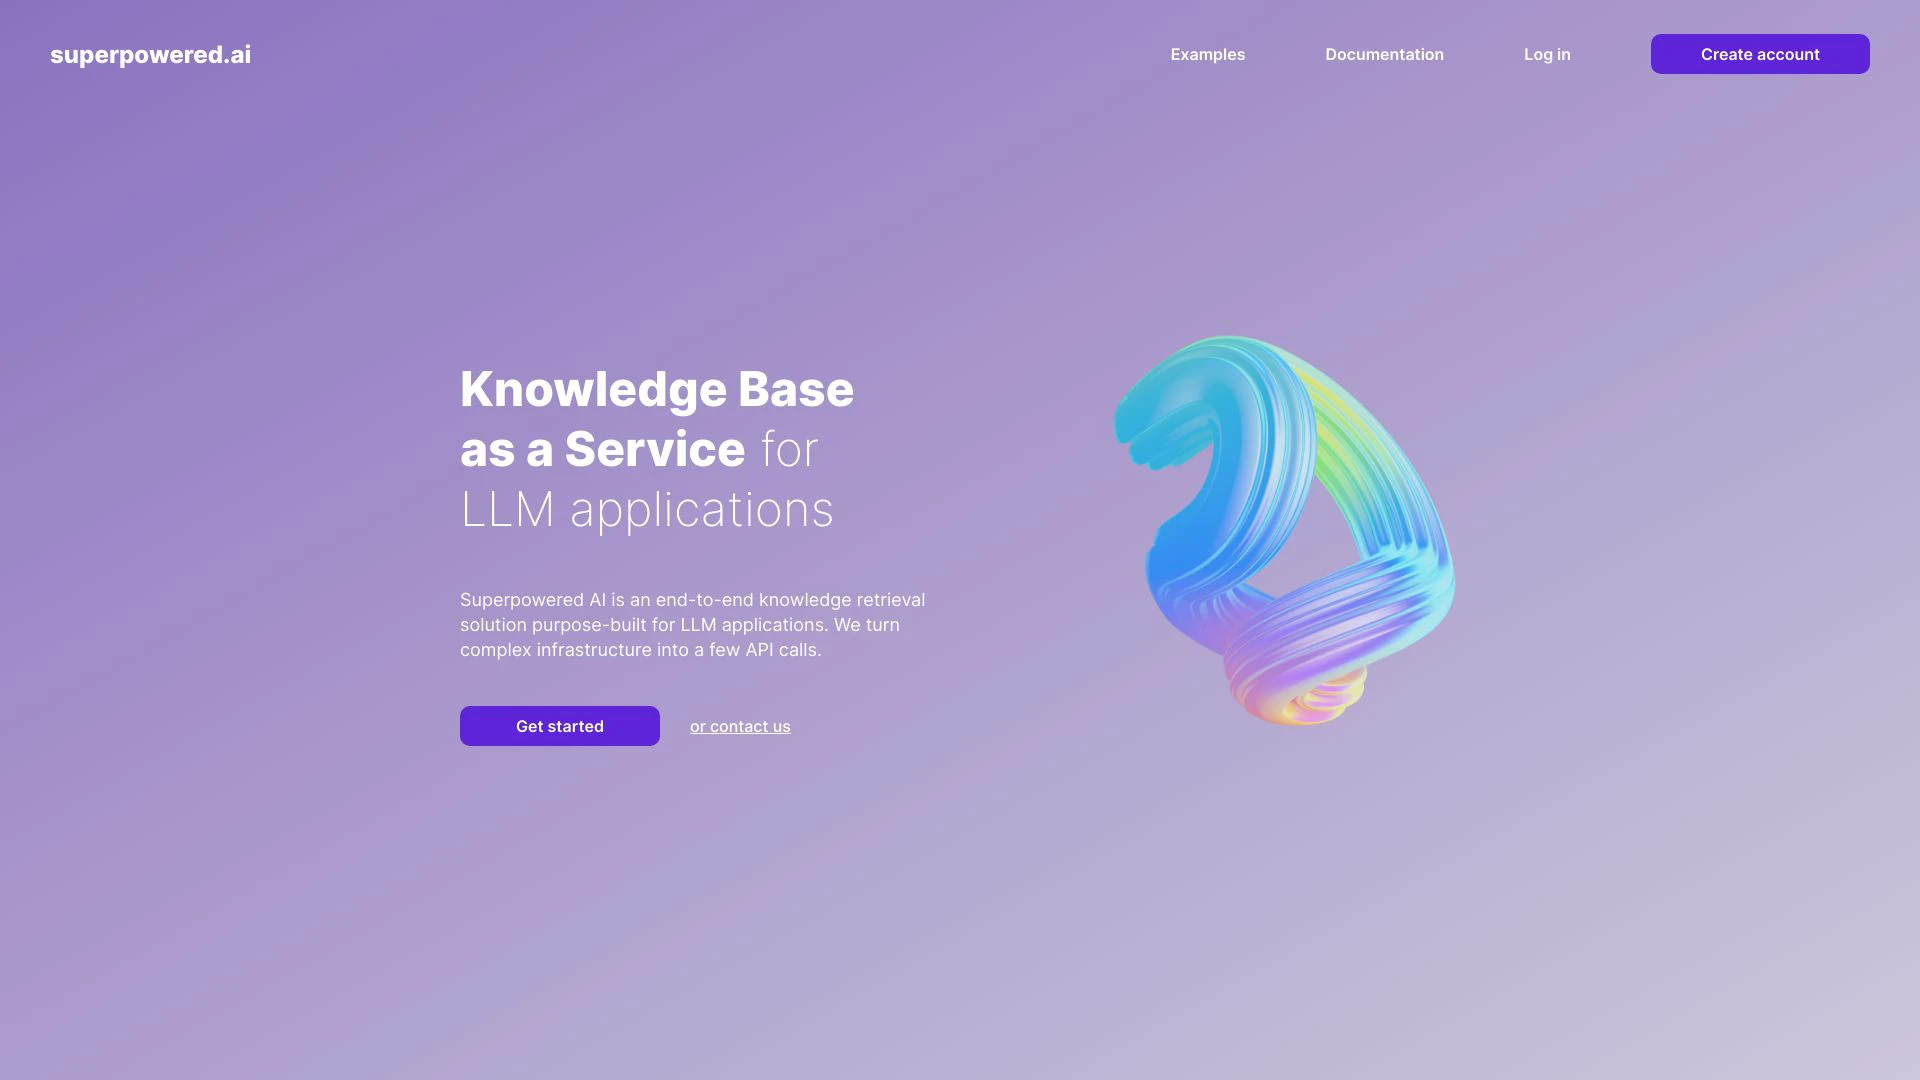 superpowered.ai
Examples
Documentation
Log in
Create account
Knowledge Base
as a Service for
LLM applications
Superpowered AI is an end-to-end knowledge retrieval
solution purpose-built for LLM applications. We turn
complex infrastructure into a few API calls.
Get started
or contact us